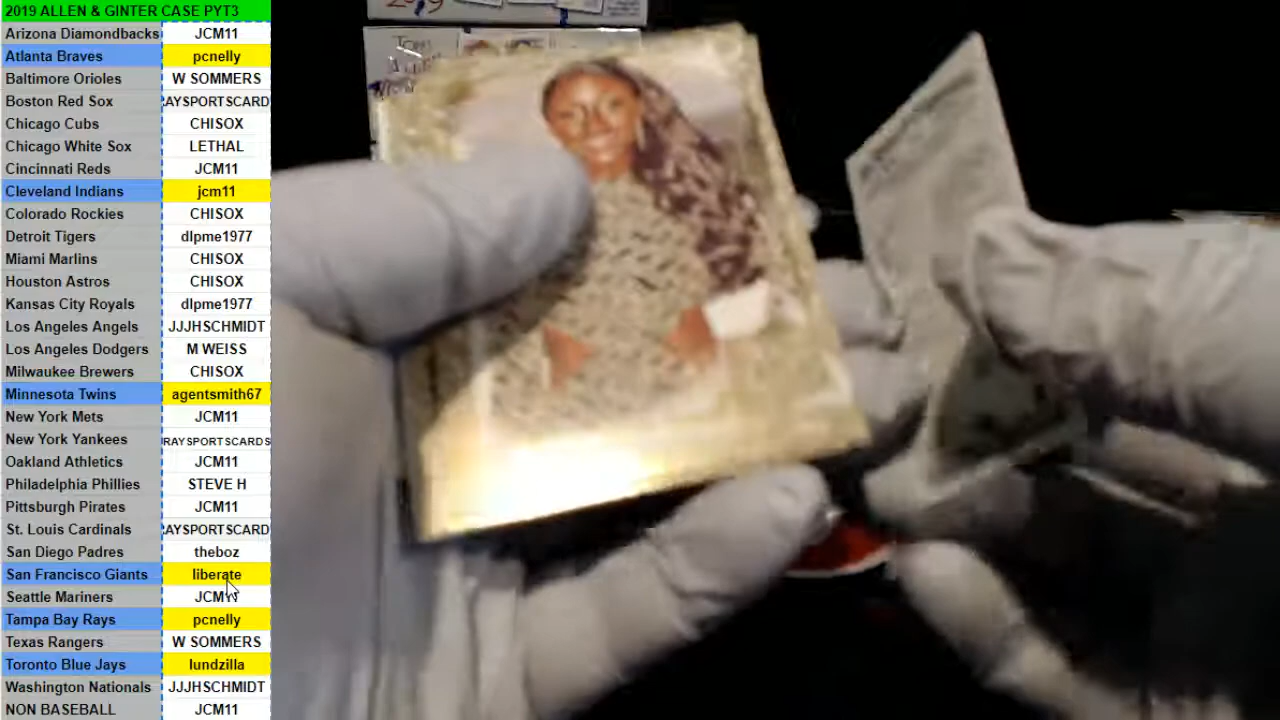 2019 ALLEN & GINTER CASE PYT3
Arizona Diamondbacks JCM11
Atlanta Braves pcnelly
Baltimore Orioles W SOMMERS
Boston Red Sox AYSPORTSCARD
Chicago Cubs CHISOX
Chicago White Sox LETHAL
Cincinnati Reds JCM11
Cleveland Indians jcm11
Colorado Rockies CHISOX
Detroit Tigers dlpme1977
Miami Marlins CHISOX
Houston Astros CHISOX
Kansas City Royals dlpme1977
Los Angeles Angels JJJHSCHMIDT
Los Angeles Dodgers M WEISS
Milwaukee Brewers CHISOX
Minnesota Twins agentsmith67
New York Mets JCM11
New York Yankees RAYSPORTSCARDS
Oakland Athletics JCM11
Philadelphia Phillies STEVE H
Pittsburgh Pirates JCM11
St. Louis Cardinals AYSPORTSCARD
San Diego Padres theboz
San Francisco Giants liberate
Seattle Mariners
Tampa Bay Rays pcnelly
Texas Rangers W SOMMERS
Toronto Blue Jays lundzilla
Washington Nationals JJJHSCHMIDT
NON BASEBALL JCM11